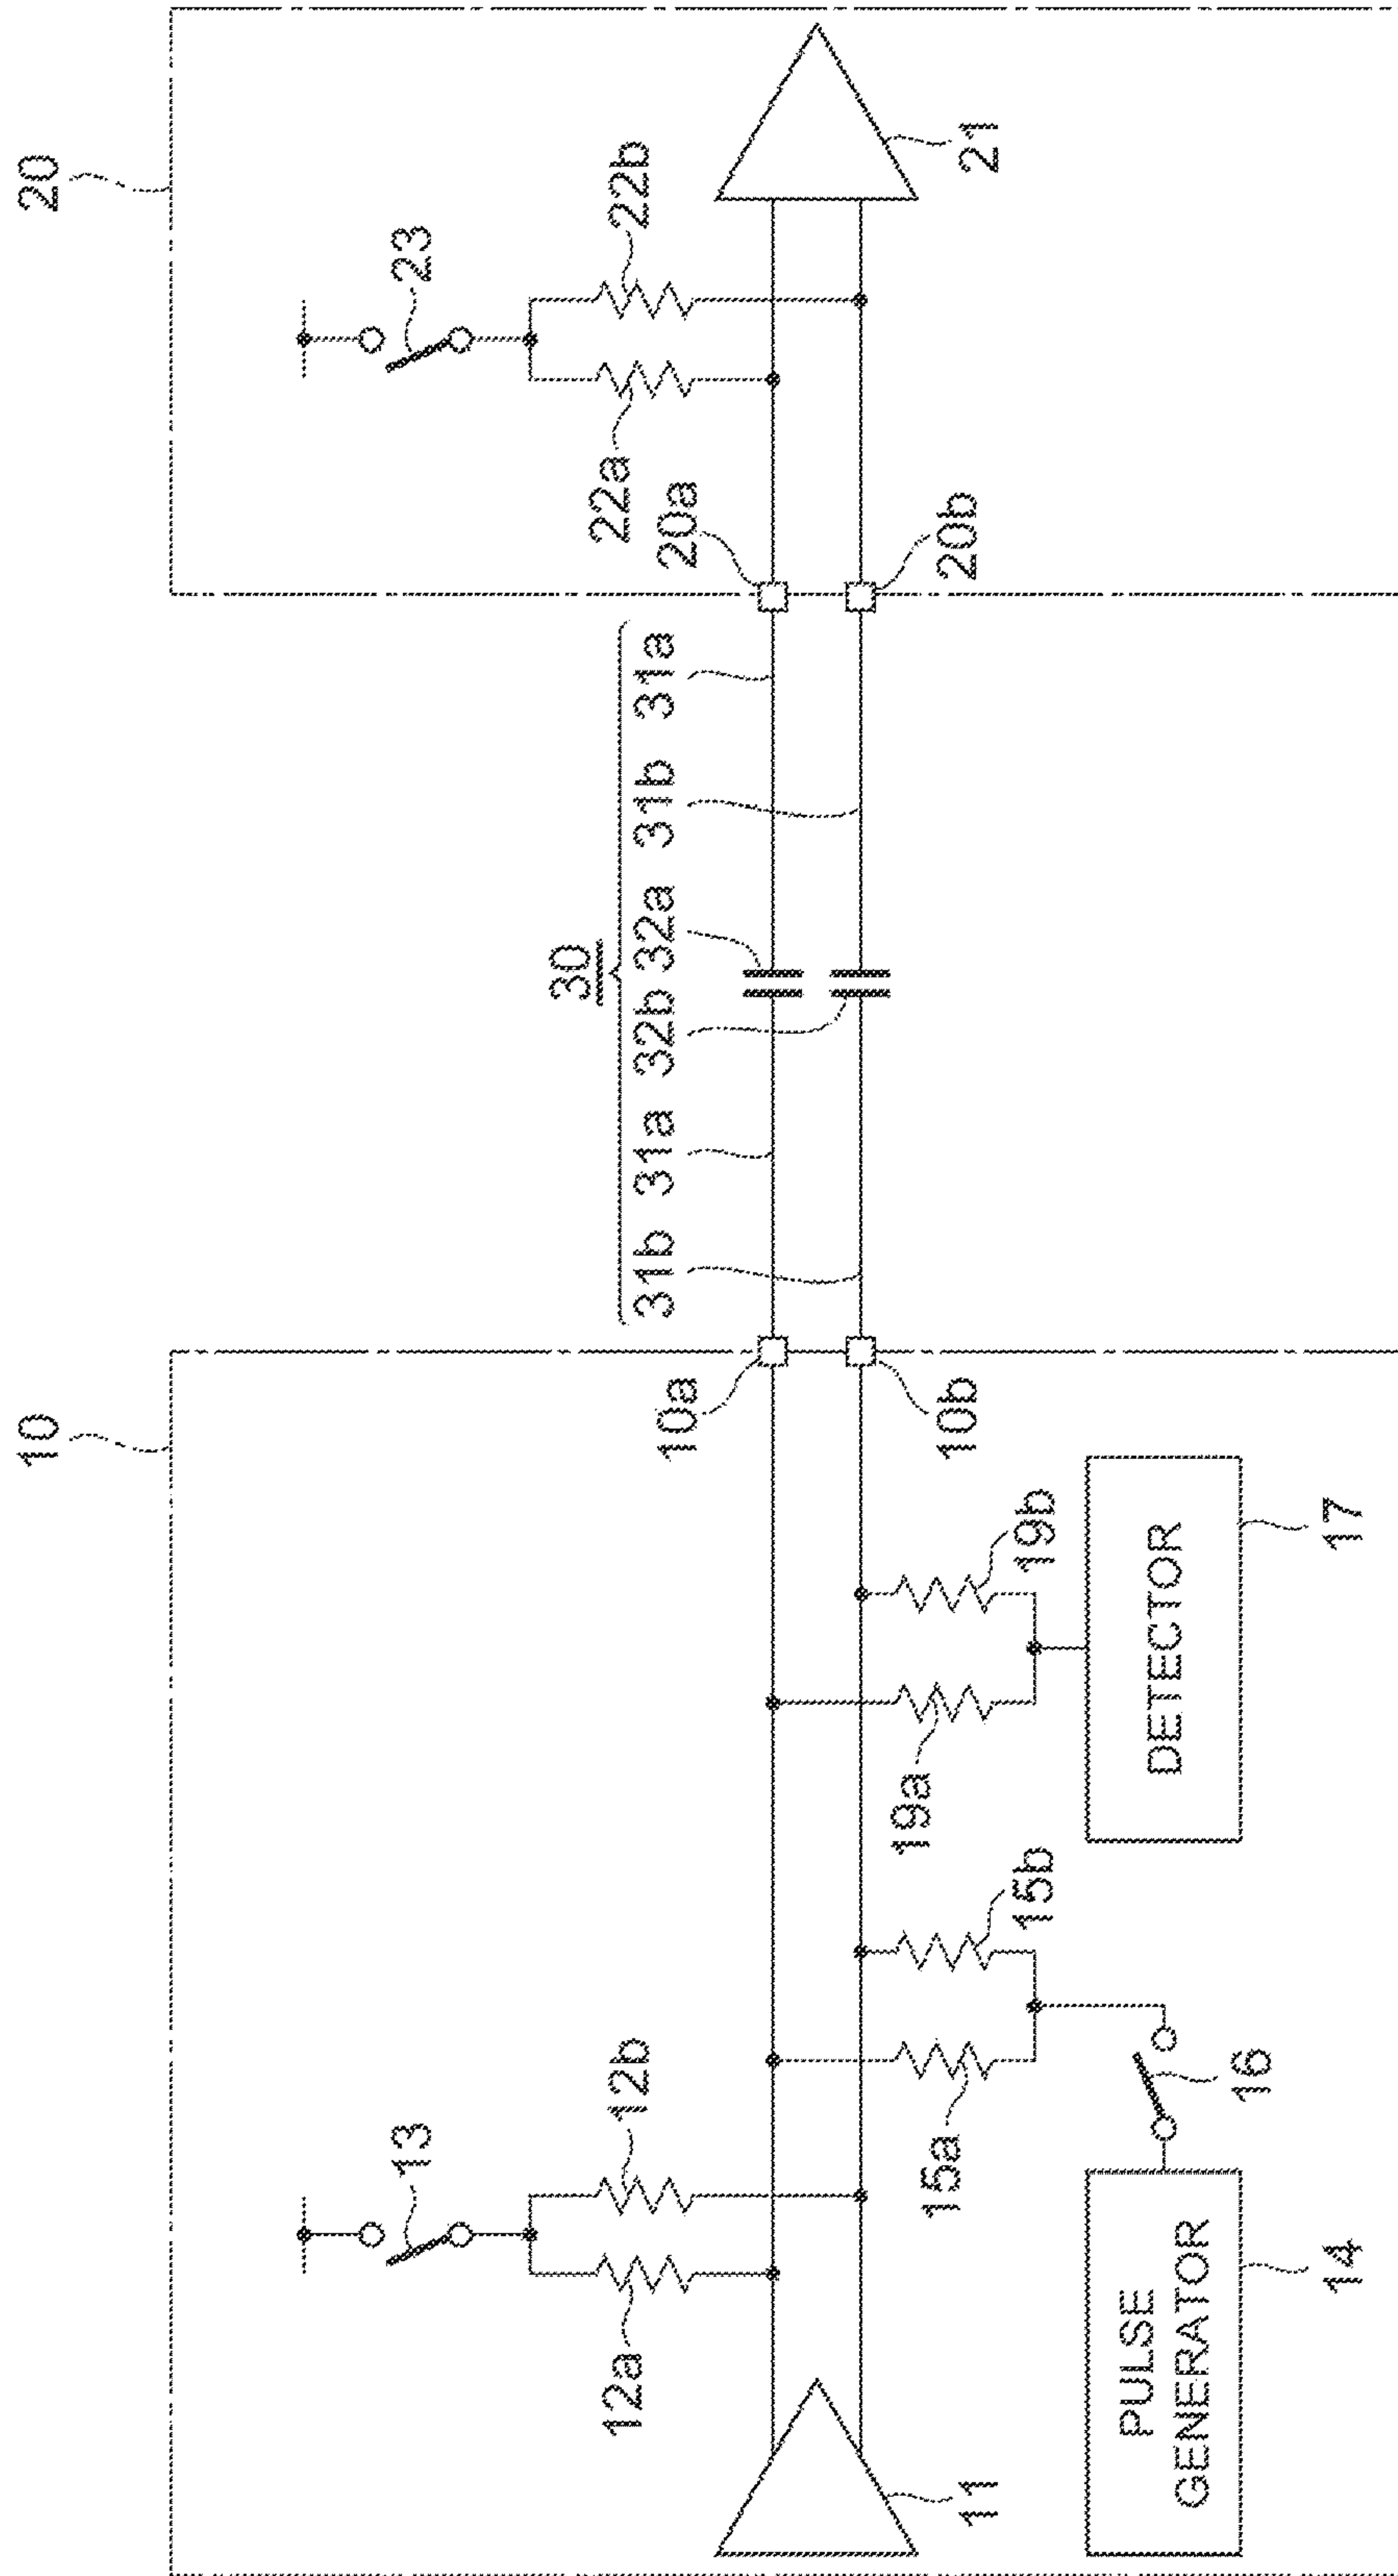 10
20
13
23
12a
12b
22a
22b
30
31b
31a
32b
32a
31b
31a
10a
20a
11
10b
20b
21
15a
15b
19a
19b
PULSE
GENERATOR
16
DETECTOR
14
17